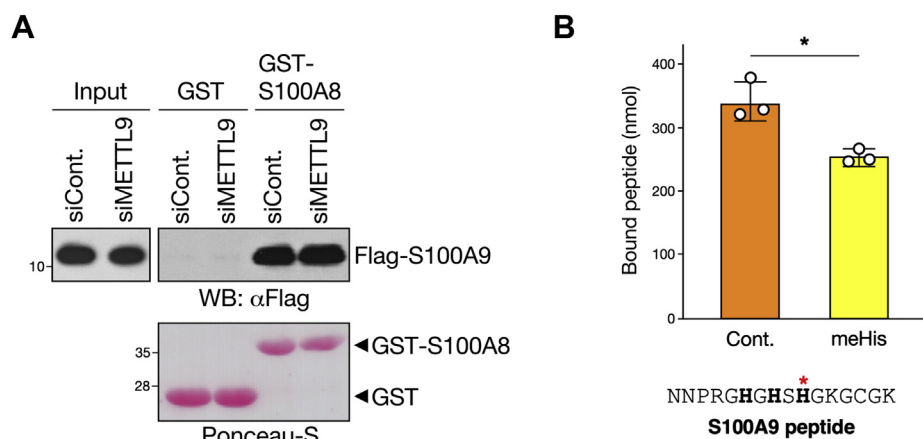 A
Input
GST
GST-
S100A8
siCont.
siMETTL9
siCont.
siMETTL9
siCont.
siMETTL9
10
Flag-S100A9
WB: αFlag
35
GST-S100A8
28
GST
Ponceau-S
B
*
Bound peptide (nmol)
400
300
200
100
0
Cont.
meHis
*
NNPRGHGHSHGKGCGK
S100A9 peptide